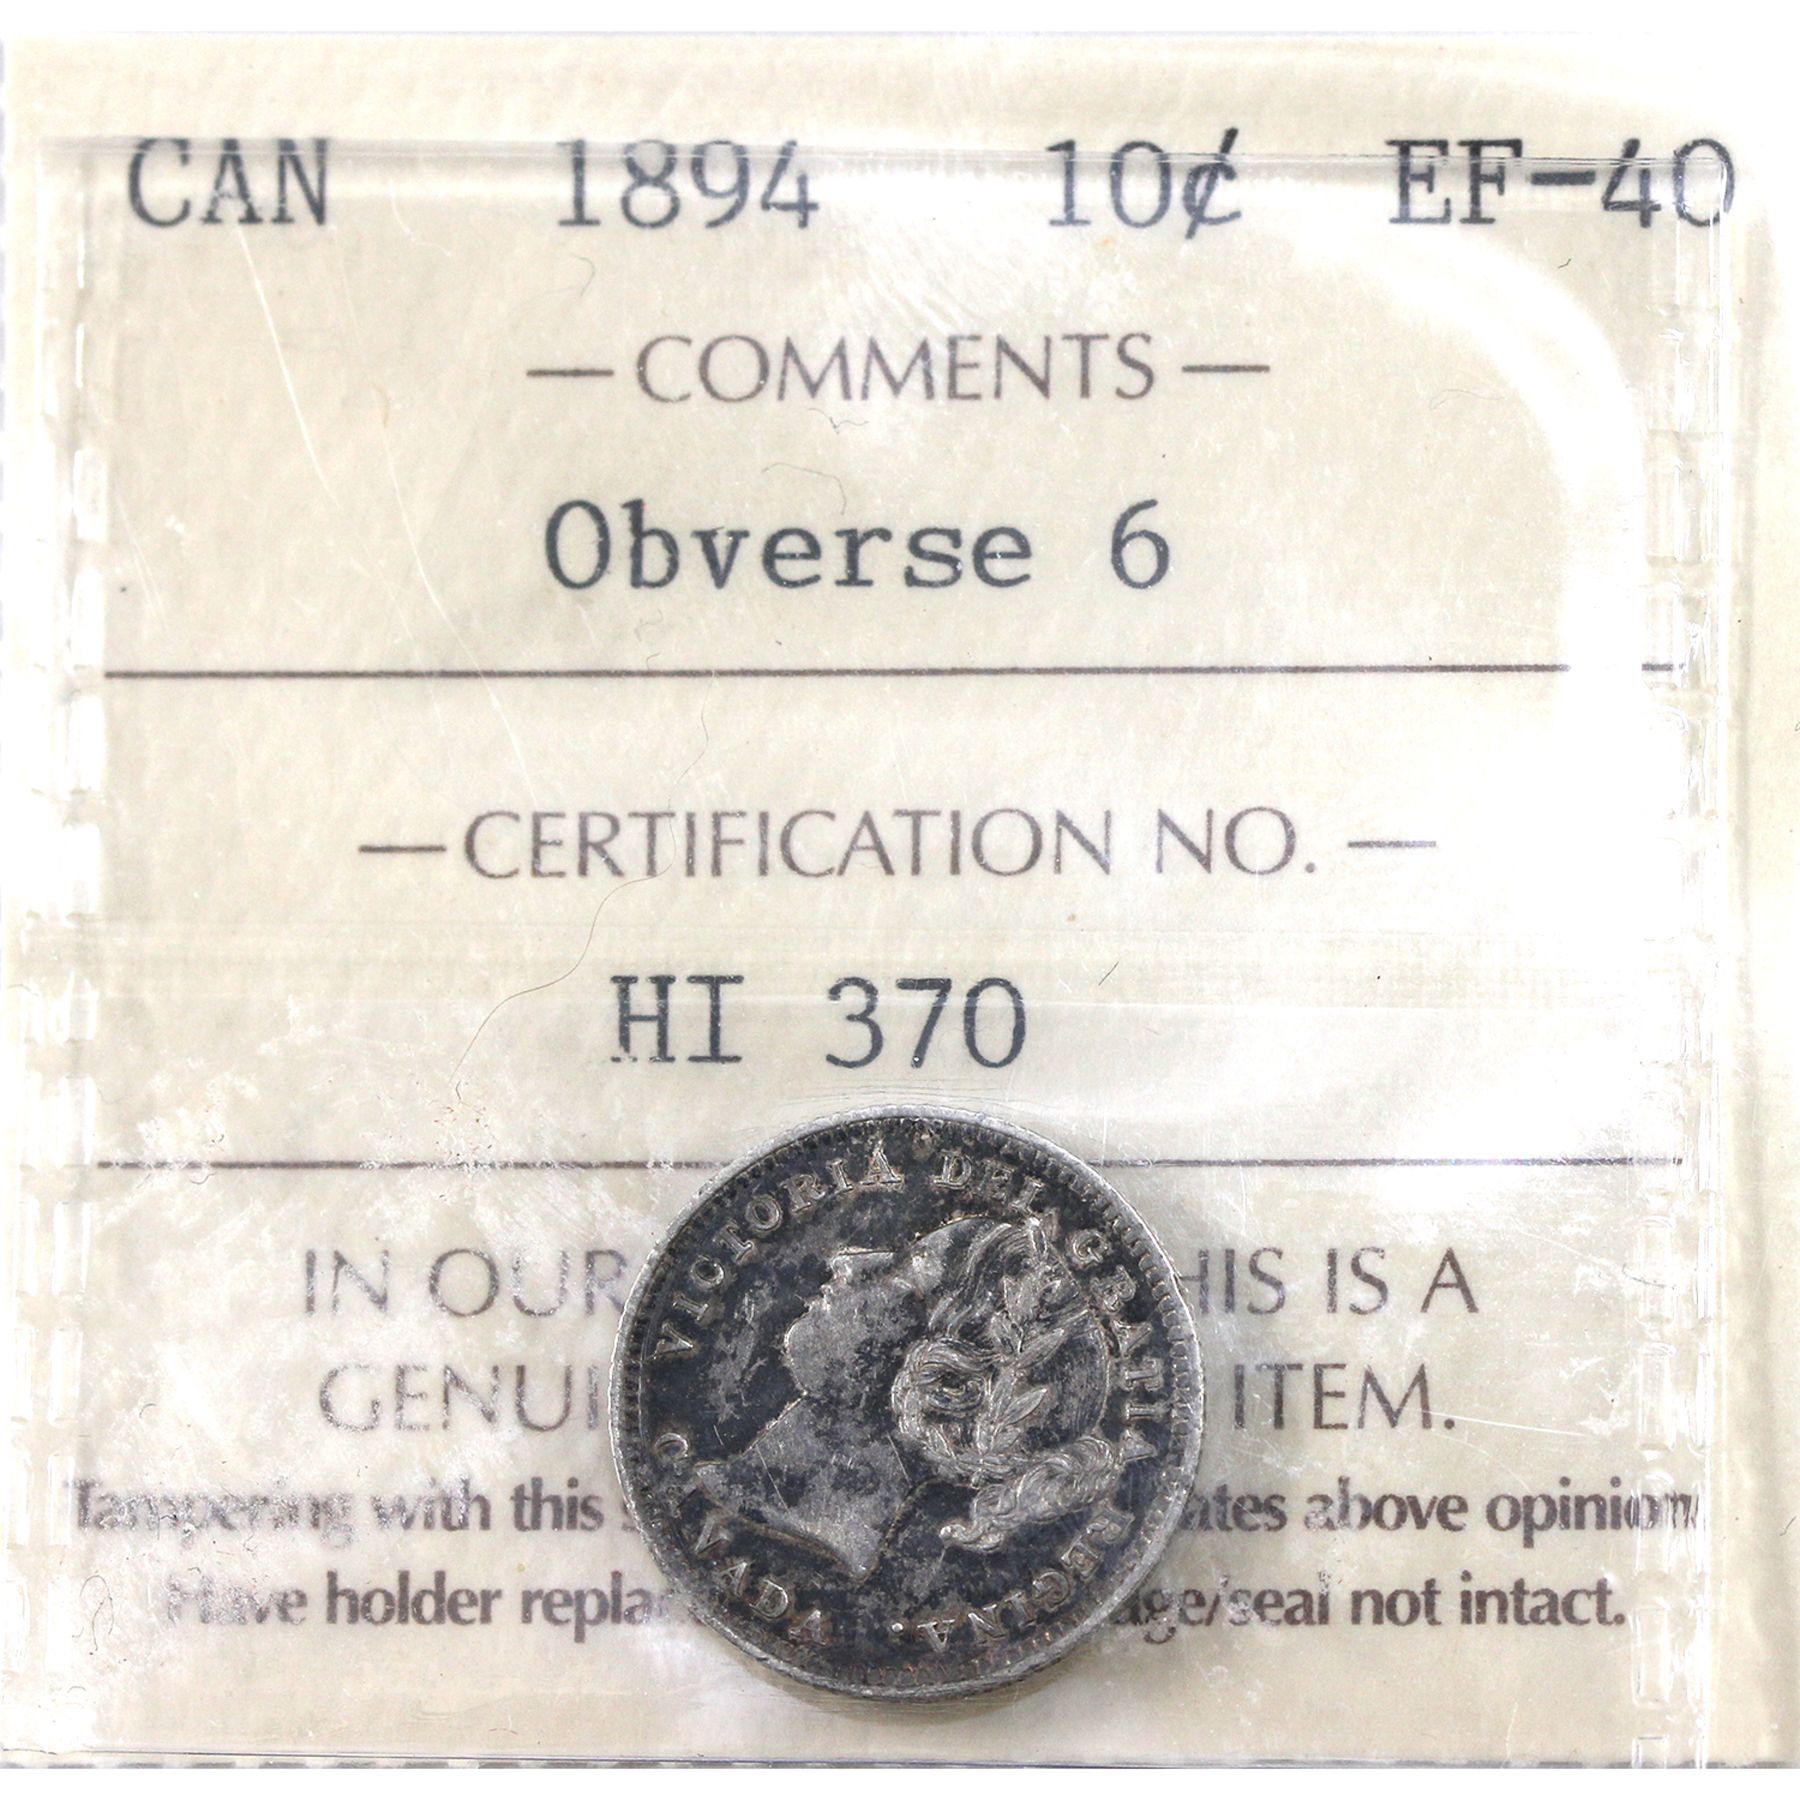 CAN 1894 10¢ EF-40
— COMMENTS —
Obverse 6
— CERTIFICATION NO. —
HI 370
IN OUR HIS IS A
GENUI ITEM.
Tampering with this ates above opinion.
Have holder repla age/seal not intact.
VICTORIA DEI GRATIA REGINA. CANADA